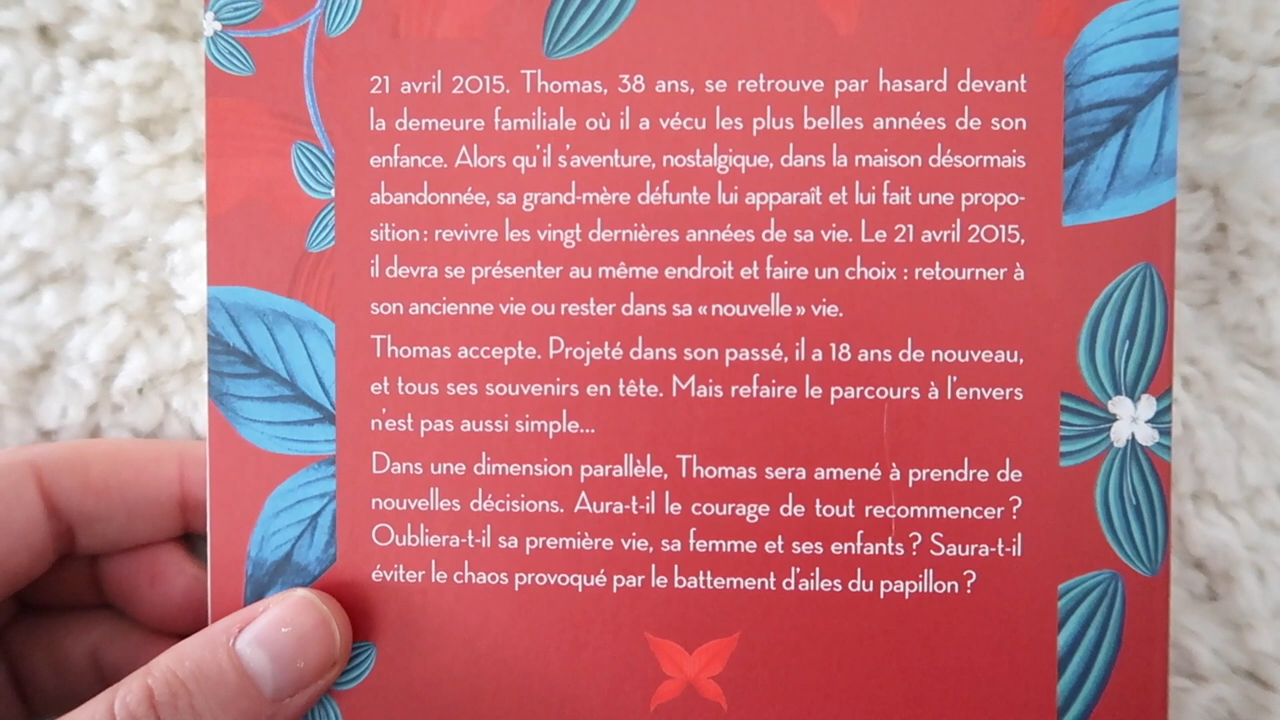 21 avril 2015. Thomas, 38 ans, se retrouve par hasard devant
la demeure familiale où il a vécu les plus belles années de son
enfance. Alors qu'il s'aventure, nostalgique, dans la maison désormais
abandonnée, sa grand-mère défunte lui apparaît et lui fait une propo-
sition : revivre les vingt dernières années de sa vie. Le 21 avril 2015,
il devra se présenter au même endroit et faire un choix : retourner à
son ancienne vie ou rester dans sa « nouvelle » vie.
Thomas accepte. Projeté dans son passé, il a 18 ans de nouveau,
et tous ses souvenirs en tête. Mais refaire le parcours à l'envers
n'est pas aussi simple...
Dans une dimension parallèle, Thomas sera amené à prendre de
nouvelles décisions. Aura-t-il le courage de tout recommencer ?
Oubliera-t-il sa première vie, sa femme et ses enfants ? Saura-t-il
éviter le chaos provoqué par le battement d'ailes du papillon ?